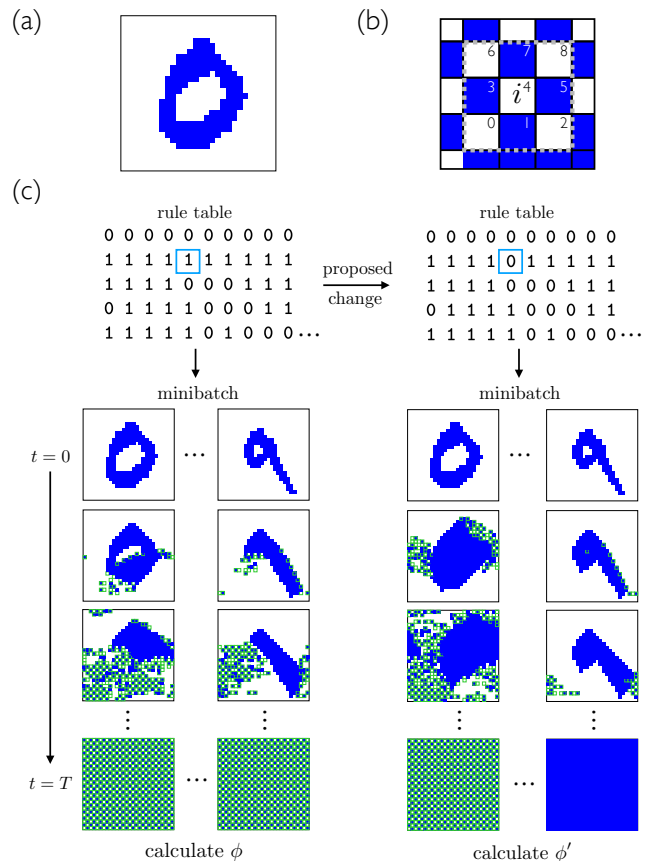 (a)
(b)
6 7 8
3 i 4 5
0 1 2
(c)
rule table
0 0 0 0 0 0 0 0 0 0
1 1 1 1 1 1 1 1 1 1
1 1 1 1 0 0 0 1 1 1
0 1 1 1 1 0 0 0 1 1
1 1 1 1 1 0 1 0 0 0 ···
proposed
change
rule table
0 0 0 0 0 0 0 0 0 0
1 1 1 1 0 1 1 1 1 1
1 1 1 1 0 0 0 1 1 1
0 1 1 1 1 0 0 0 1 1
1 1 1 1 1 0 1 0 0 0 ···
minibatch
minibatch
t = 0
···
···
t = T
···
···
calculate ϕ
calculate ϕ′